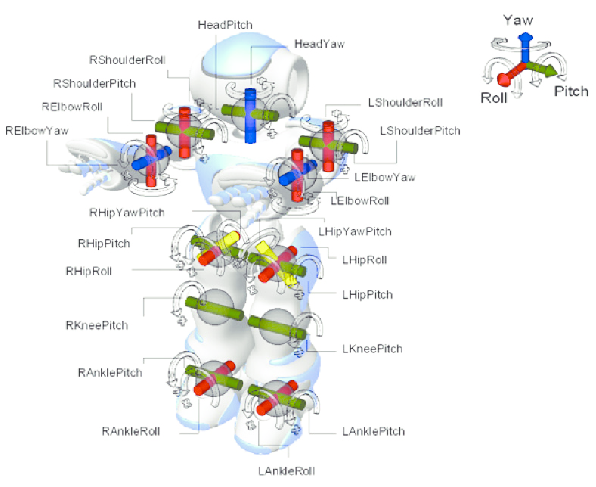 HeadPitch
Yaw
HeadYaw
RShoulderRoll
RShoulderPitch
Roll
Pitch
RElbowRoll
LShoulderRoll
RElbowYaw
LShoulderPitch
LElbowYaw
LElbowRoll
RHipYawPitch
LHipYawPitch
RHipPitch
LHipRoll
RHipRoll
LHipPitch
RKneePitch
LKneePitch
RAnklePitch
RAnkleRoll
LAnklePitch
LAnkleRoll